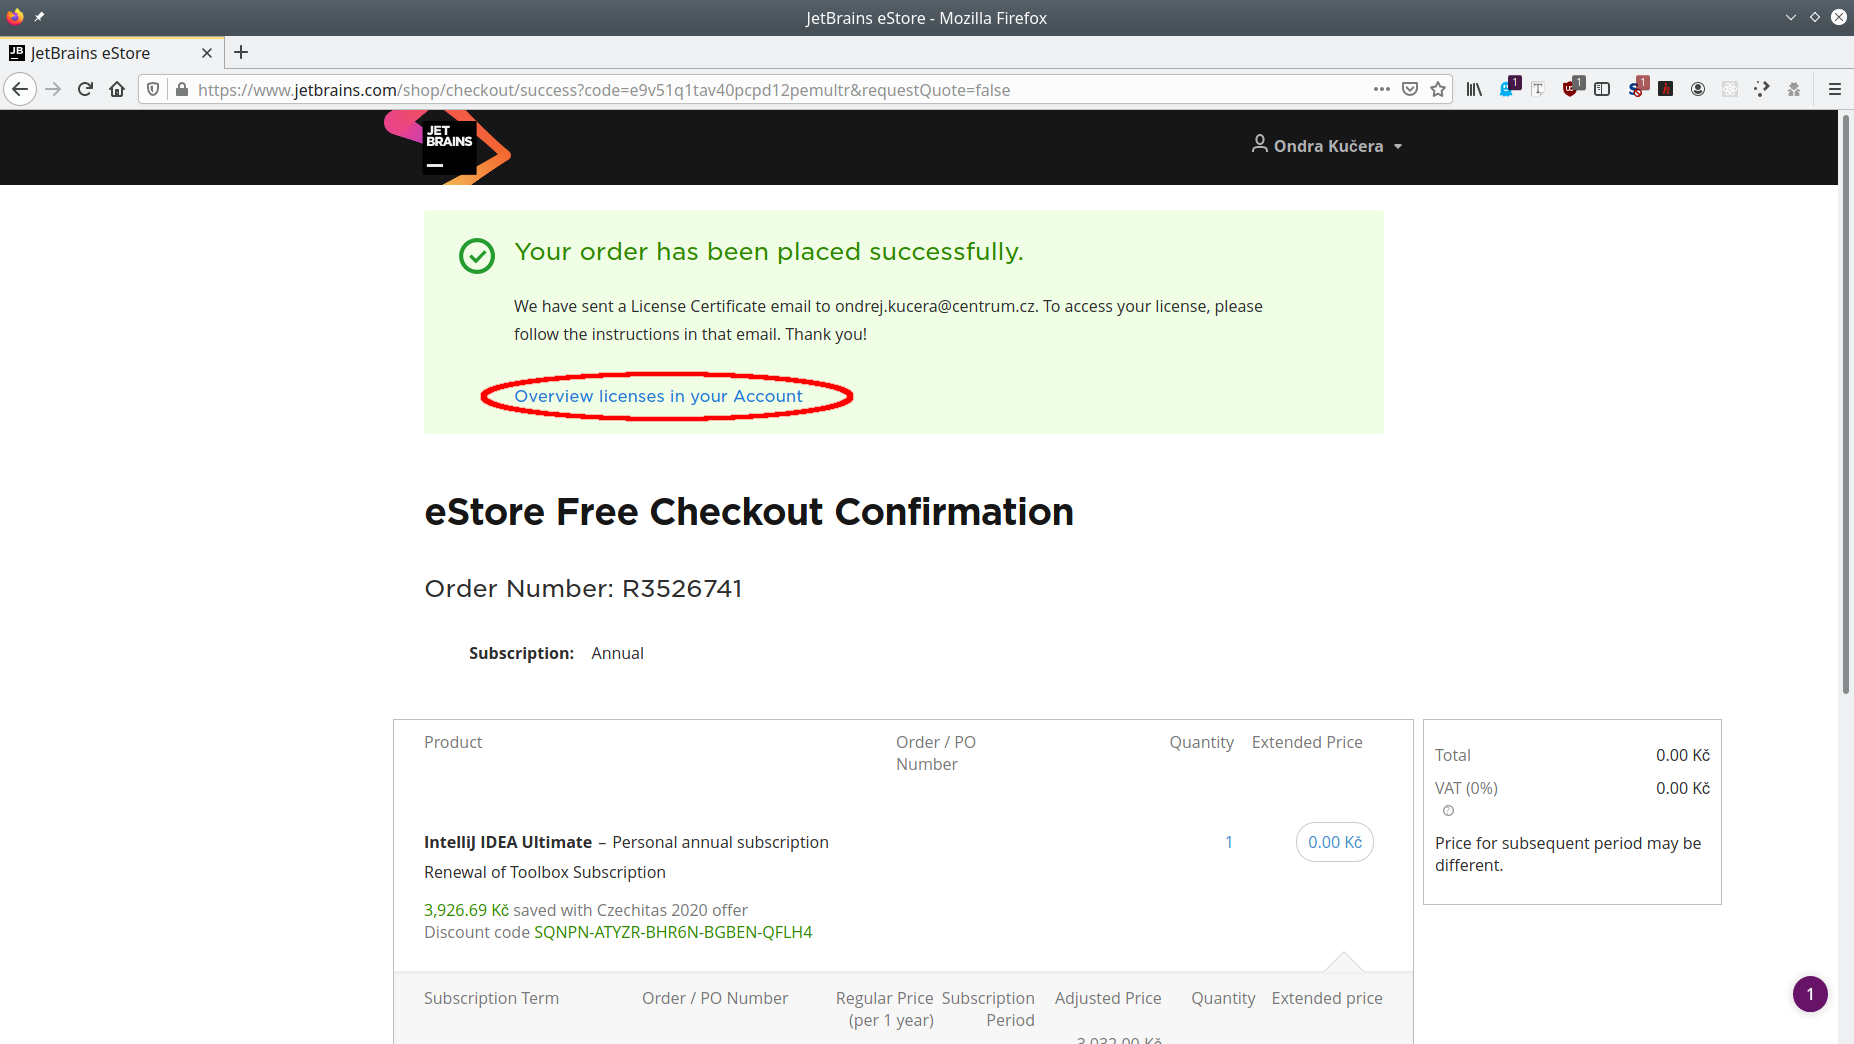 JetBrains eStore - Mozilla Firefox
JetBrains eStore
https://www.jetbrains.com/shop/checkout/success?code=e9v51q1tav40pcpd12pemultr&requestQuote=false
1
1
1
JET
BRAINS
Ondra Kučera
Your order has been placed successfully.
We have sent a License Certificate email to ondrej.kucera@centrum.cz. To access your license, please
follow the instructions in that email. Thank you!
Overview licenses in your Account
eStore Free Checkout Confirmation
Order Number: R3526741
Subscription: Annual
Product
Order / PO
Number
Quantity
Extended Price
IntelliJ IDEA Ultimate – Personal annual subscription
1
0.00 Kč
Renewal of Toolbox Subscription
3,926.69 Kč saved with Czechitas 2020 offer
Discount code SQNPN-ATYZR-BHR6N-BGBEN-QFLH4
Total 0.00 Kč
VAT (0%) 0.00 Kč
Price for subsequent period may be
different.
Subscription Term
Order / PO Number
Regular Price
(per 1 year)
Subscription
Period
Adjusted Price
Quantity
Extended price
3,032.00 Kč
1